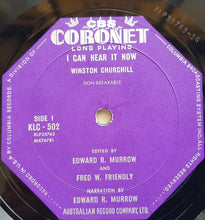 CBS
CORONET
LONG PLAYING
I CAN HEAR IT NOW
WINSTON CHURCHILL
NON-BREAKABLE
SIDE 1
KLC - 502
EDITED BY
EDWARD R. MURROW
AND
FRED W. FRIENDLY
NARRATION BY
EDWARD R. MURROW
AUSTRALIAN RECORD COMPANY, LTD.